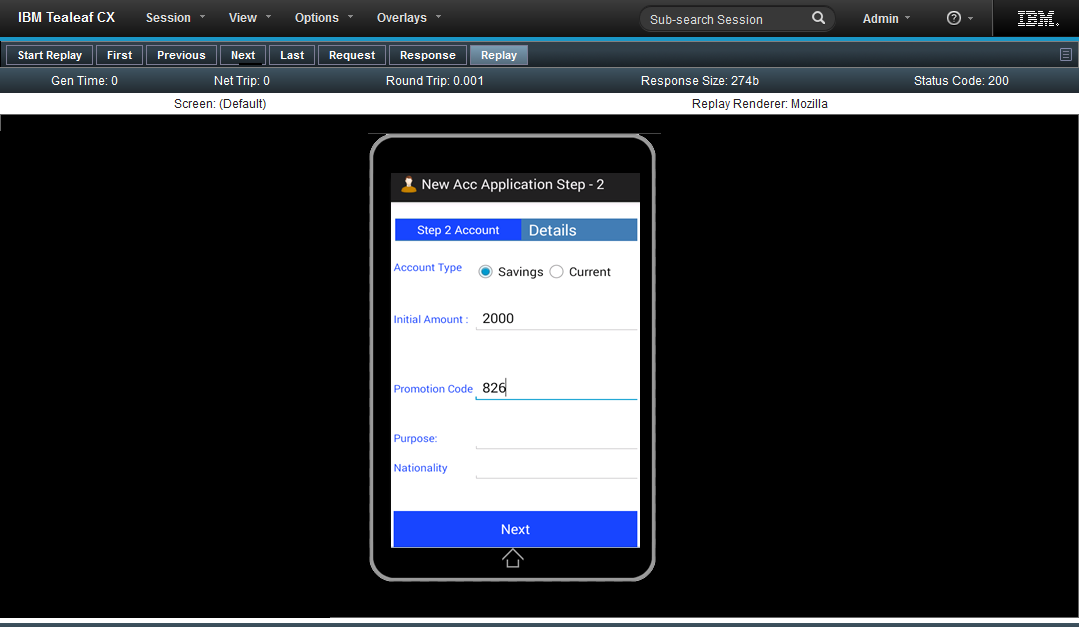 IBM Tealeaf CX Session View Options Overlays Sub-search Session Admin ? IBM.
Start Replay First Previous Next Last Request Response Replay
Gen Time: 0 Net Trip: 0 Round Trip: 0.001 Response Size: 274b Status Code: 200
Screen: (Default) Replay Renderer: Mozilla
New Acc Application Step - 2
Step 2 Account Details
Account Type Savings Current
Initial Amount : 2000
Promotion Code 826
Purpose:
Nationality
Next